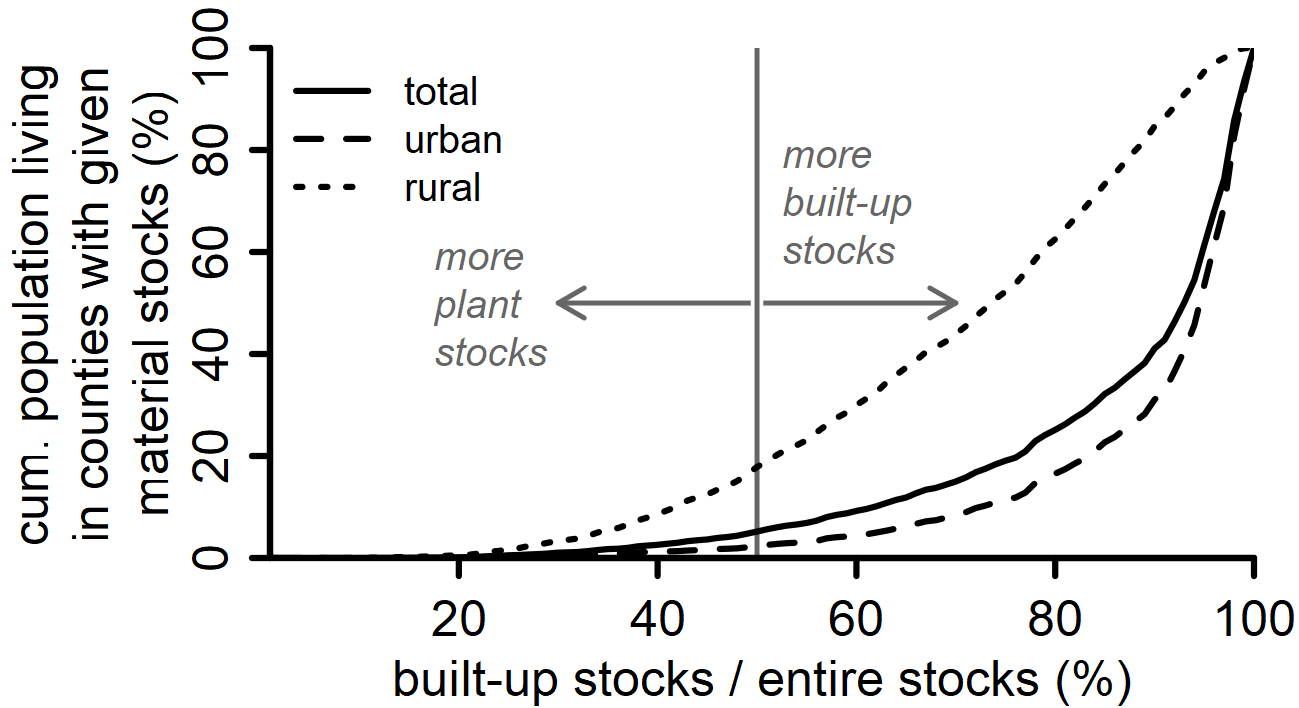 cum. population living
in counties with given
material stocks (%)
100
80
60
40
20
0
total
urban
rural
more
built-up
stocks
more
plant
stocks
20 40 60 80 100
built-up stocks / entire stocks (%)